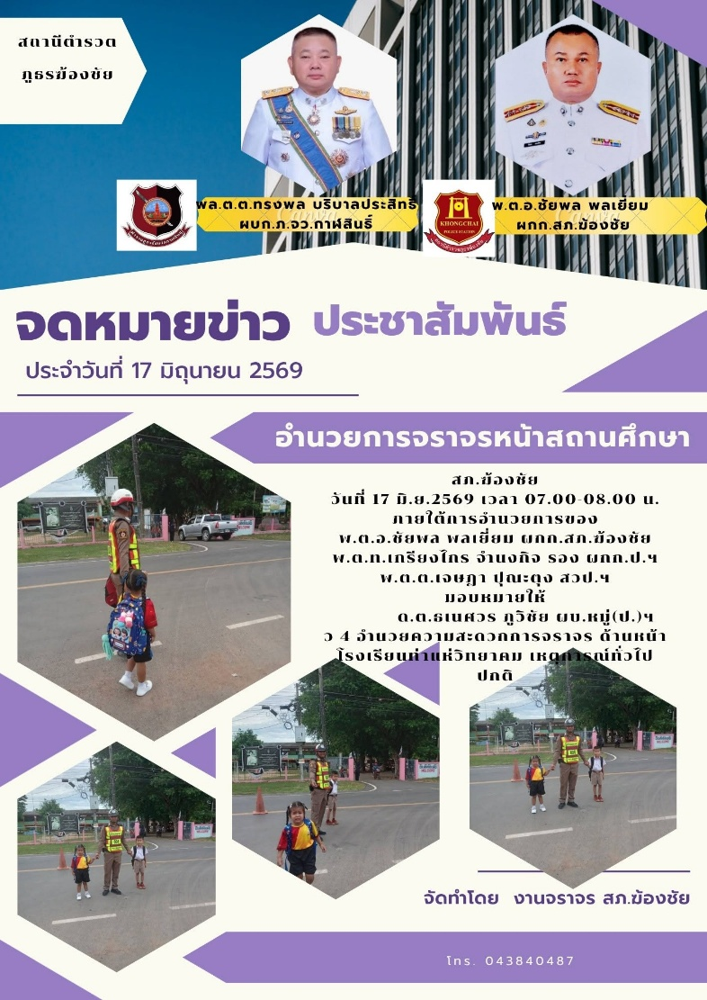 สถานีตำรวต
ภูธรฆ้องชัย
พล.ต.ต.ทรงพล บริบาลประสิทธิ์
ผบก.ภ.จว.กาฬสินธุ์
KHONGCHAI
POLICE STATION
พ.ต.อ.ชัยพล พลเยี่ยม
ผกก.สภ.ฆ้องชัย
จดหมายข่าว ประชาสัมพันธ์
ประจำวันที่ 17 มิถุนายน 2569
อำนวยการจราจรหน้าสถานศึกษา
สภ.ฆ้องชัย
วันที่ 17 มิ.ย.2569 เวลา 07.00-08.00 น.
ภายใต้การอำนวยการของ
พ.ต.อ.ชัยพล พลเยี่ยม ผกก.สภ.ฆ้องชัย
พ.ต.ท.เกรียงไกร จำนงกิจ รอง ผกก.ป.ฯ
พ.ต.ต.เจษฎา ปุณะตุง สวป.ฯ
มอบหมายให้
ด.ต.ธเนศวร ภูวิชัย ผบ.หมู่(ป.)ฯ
ว 4 อำนวยความสะดวกการจราจร ด้านหน้า
โรงเรียนท่าแห่วิทยาคม เหตุการณ์ทั่วไป
ปกติ
จัดทำโดย งานจราจร สภ.ฆ้องชัย
โทร. 043840487